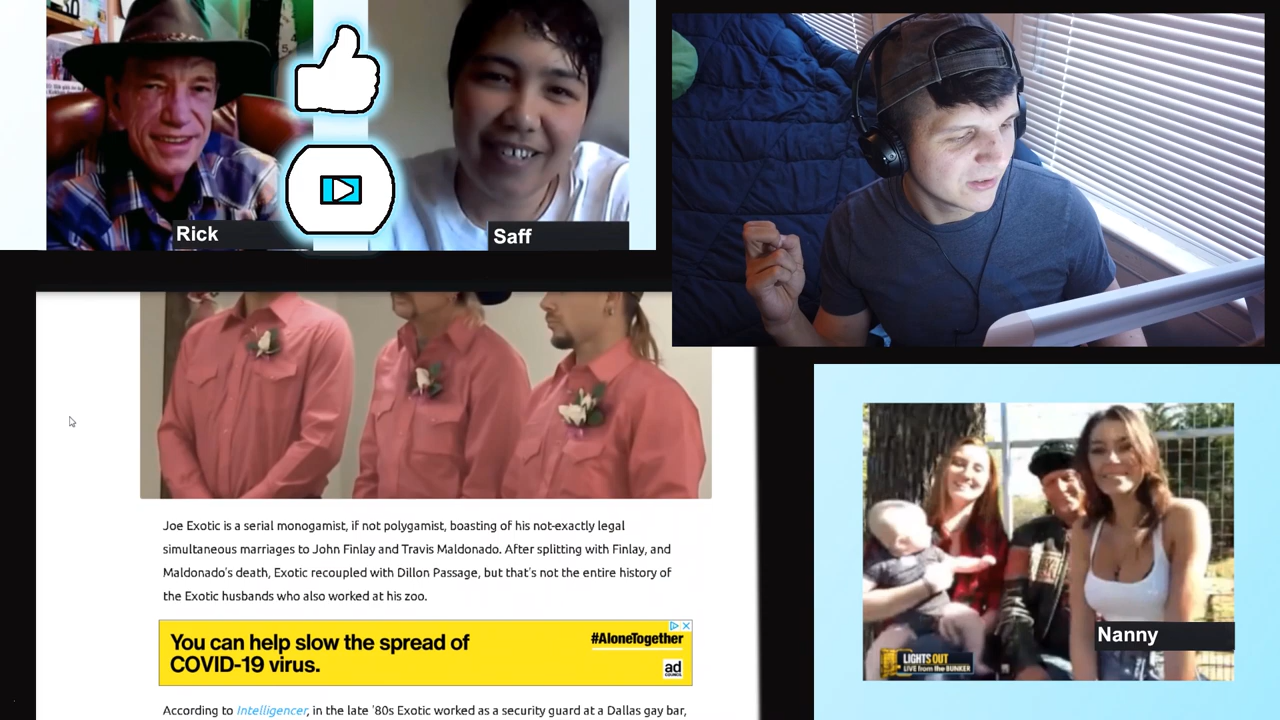 Rick
Saff
Joe Exotic is a serial monogamist, if not polygamist, boasting of his not-exactly legal
simultaneous marriages to John Finlay and Travis Maldonado. After splitting with Finlay, and
Maldonado's death, Exotic recoupled with Dillon Passage, but that's not the entire history of
the Exotic husbands who also worked at his zoo.
You can help slow the spread of
COVID-19 virus.
#AloneTogether
ad
COUNCIL
According to Intelligencer, in the late '80s Exotic worked as a security guard at a Dallas gay bar,
Nanny
LIGHTS OUT
LIVE from the BUNKER